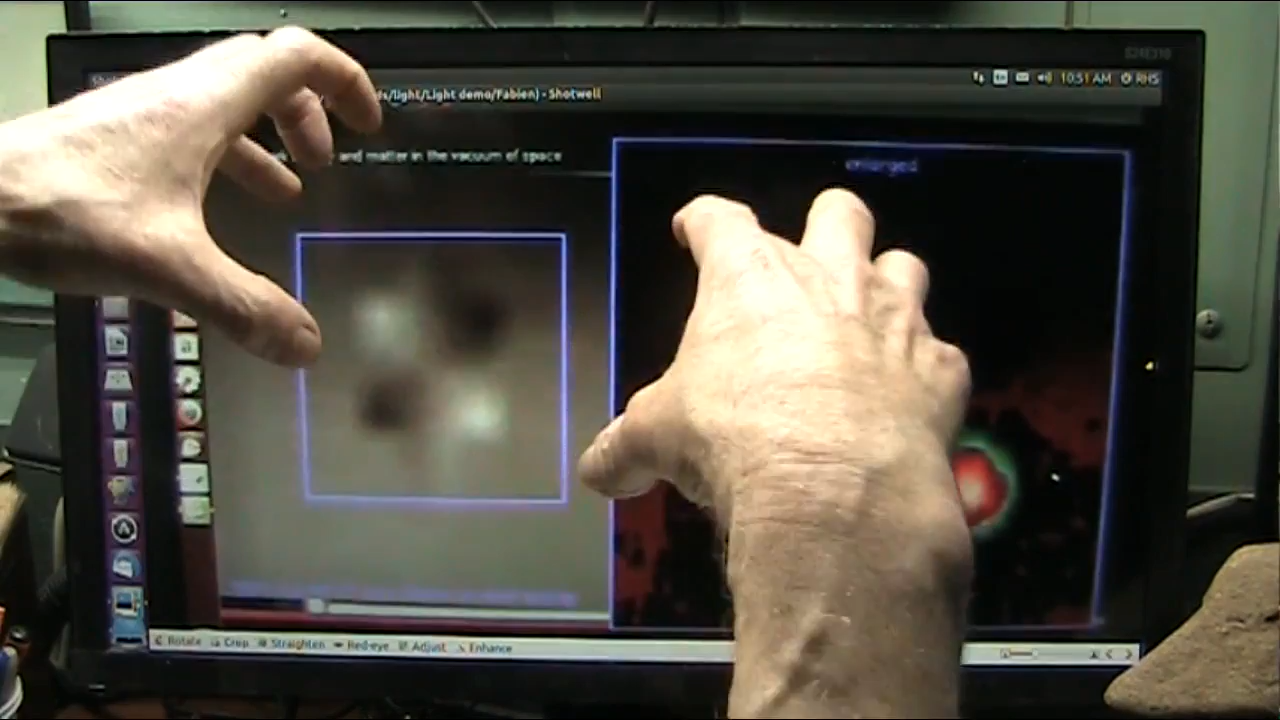 S24E310
10:51 AM RHS
ds/light/Light demo/Fabien) - Shotwell
and matter in the vacuum of space
enlarged
Rotate Crop Straighten Red-eye Adjust Enhance